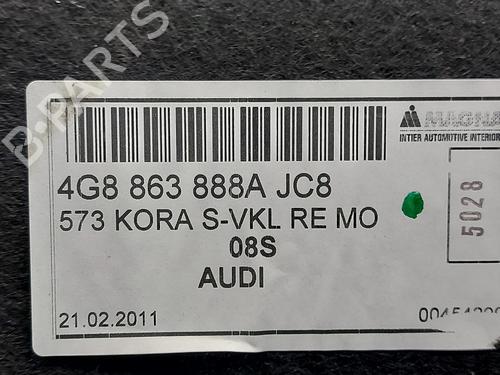 B-PARTS
MAGNA
INTIER AUTOMOTIVE INTERIOR
4G8 863 888A JC8
573 KORA S-VKL RE MO
08S
AUDI
5028
21.02.2011